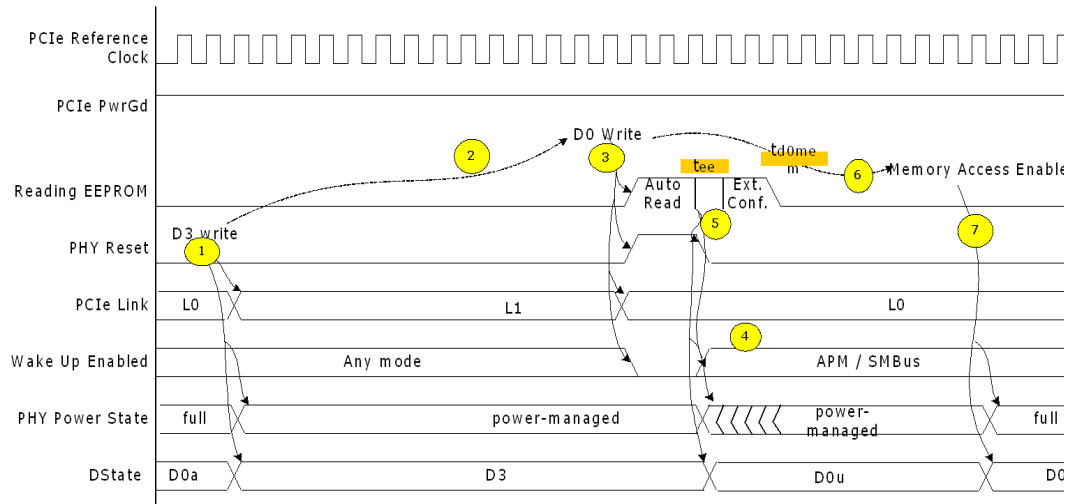 PCIe Reference
Clock
PCIe PwrGd
D0 Write
2
3
tee
td0me
m
6
Memory Access Enable
Reading EEPROM
Auto
Read
Ext.
Conf.
5
7
D3 write
1
PHY Reset
PCIe Link
L0
L1
L0
4
Wake Up Enabled
Any mode
APM / SMBus
PHY Power State
full
power-managed
power-
managed
full
DState
D0a
D3
D0u
D0